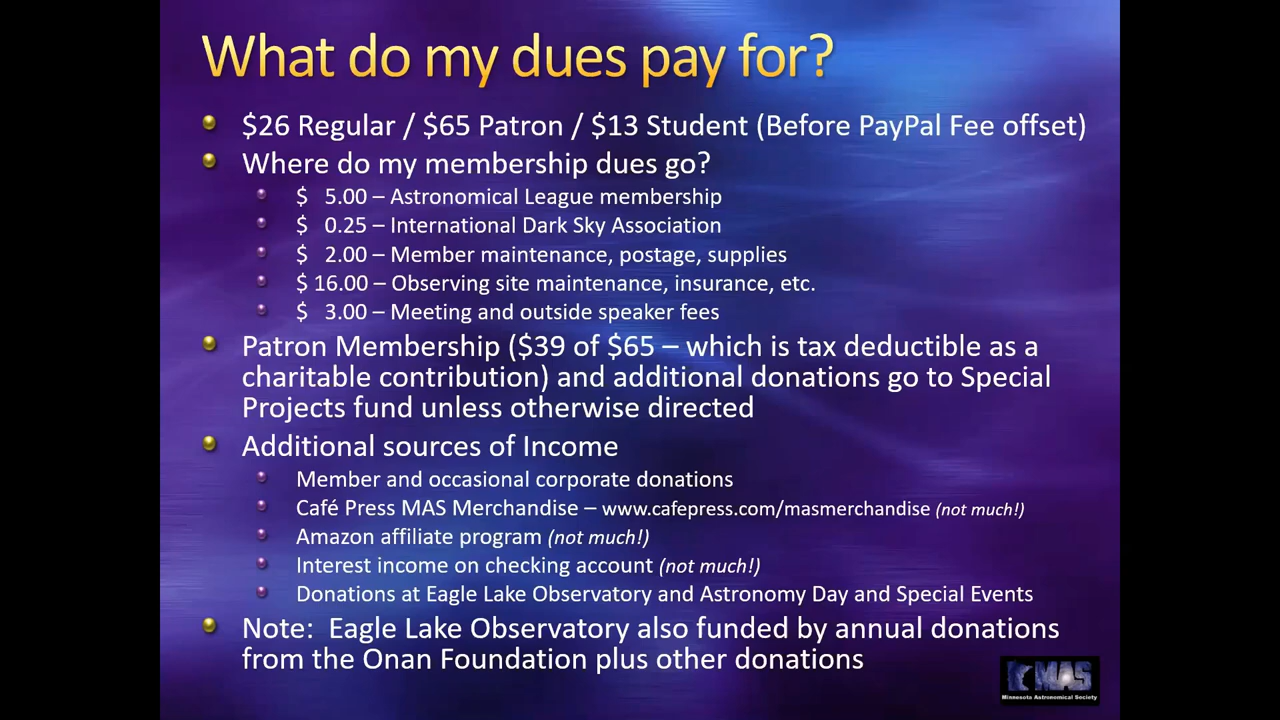 What do my dues pay for?
$26 Regular / $65 Patron / $13 Student (Before PayPal Fee offset)
Where do my membership dues go?
$ 5.00 – Astronomical League membership
$ 0.25 – International Dark Sky Association
$ 2.00 – Member maintenance, postage, supplies
$ 16.00 – Observing site maintenance, insurance, etc.
$ 3.00 – Meeting and outside speaker fees
Patron Membership ($39 of $65 – which is tax deductible as a
charitable contribution) and additional donations go to Special
Projects fund unless otherwise directed
Additional sources of Income
Member and occasional corporate donations
Café Press MAS Merchandise – www.cafepress.com/masmerchandise (not much!)
Amazon affiliate program (not much!)
Interest income on checking account (not much!)
Donations at Eagle Lake Observatory and Astronomy Day and Special Events
Note: Eagle Lake Observatory also funded by annual donations
from the Onan Foundation plus other donations
MAS
Minnesota Astronomical Society